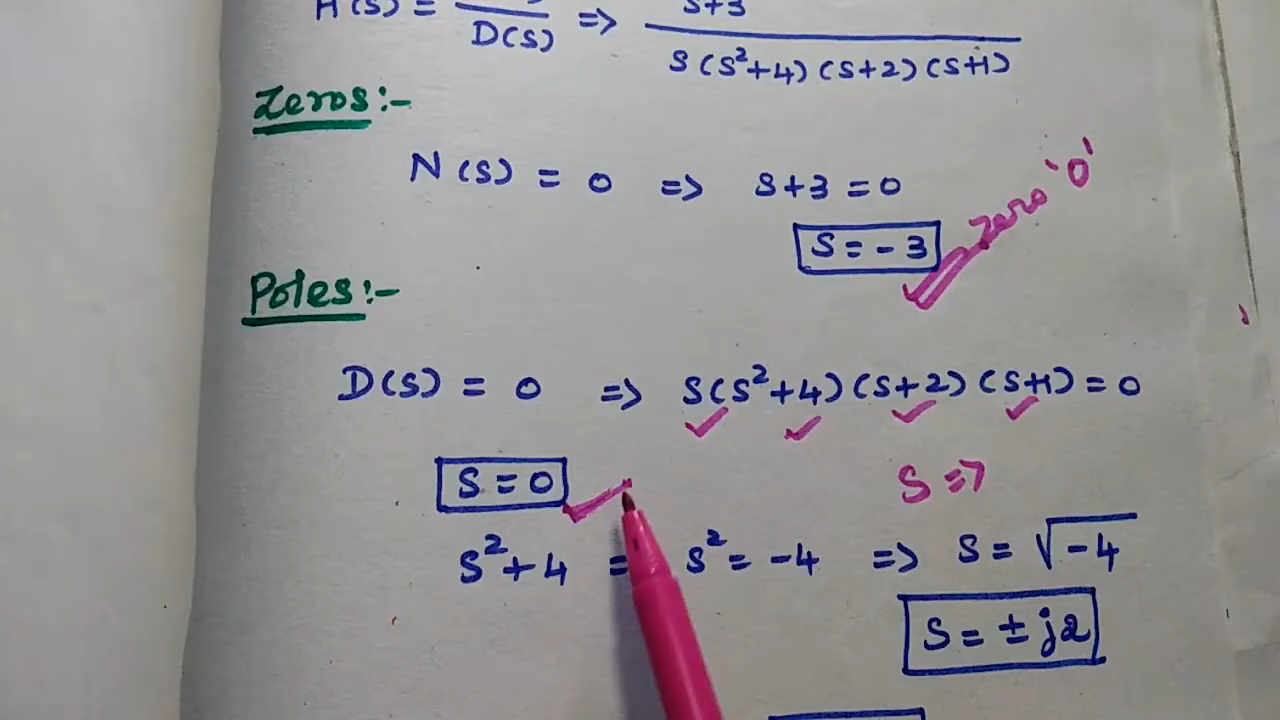 H(S) = D(S) => S+3 / S(S²+4)(S+2)(S+1)
Zeros:-
N(S) = 0 => S+3 = 0
S = -3 zero '0'
Poles:-
D(S) = 0 => S(S²+4)(S+2)(S+1) = 0
S = 0 S =>
S²+4 = S² = -4 => S = √-4
S = ± j2